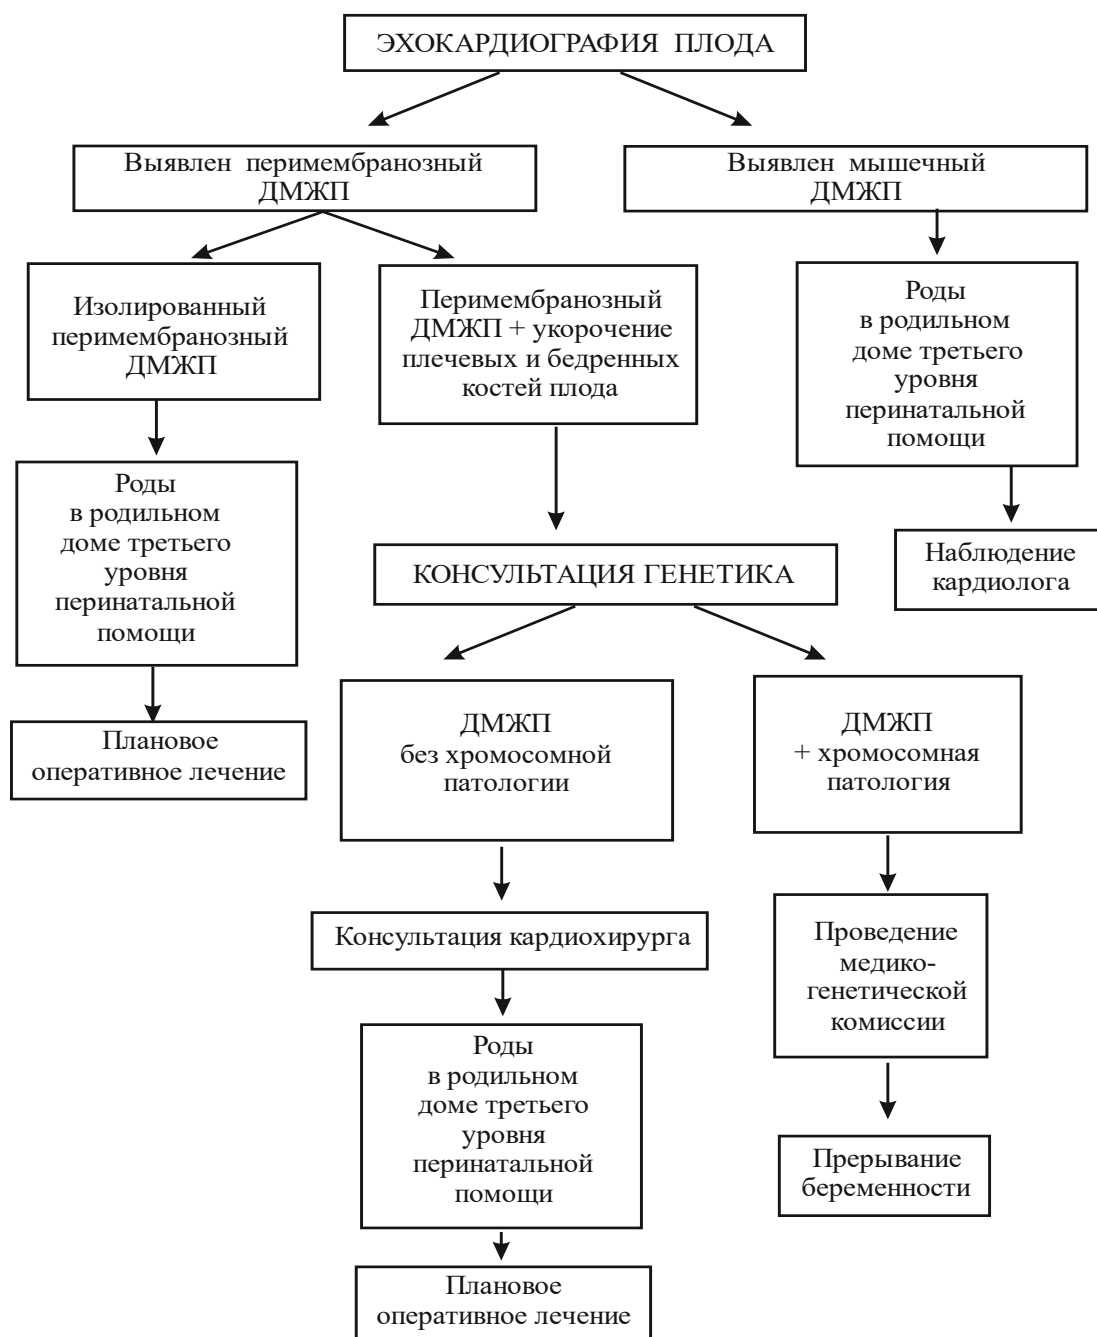 ЭХОКАРДИОГРАФИЯ ПЛОДА
Выявлен перимембранозный
ДМЖП
Выявлен мышечный
ДМЖП
Изолированный
перимембранозный
ДМЖП
Перимембранозный
ДМЖП + укорочение
плечевых и бедренных
костей плода
Роды
в родильном
доме третьего
уровня
перинатальной
помощи
Роды
в родильном
доме третьего
уровня
перинатальной
помощи
КОНСУЛЬТАЦИЯ ГЕНЕТИКА
Наблюдение
кардиолога
Плановое
оперативное лечение
ДМЖП
без хромосомной
патологии
ДМЖП
+ хромосомная
патология
Консультация кардиохирурга
Проведение
медико-
генетической
комиссии
Роды
в родильном
доме третьего
уровня
перинатальной
помощи
Прерывание
беременности
Плановое
оперативное лечение